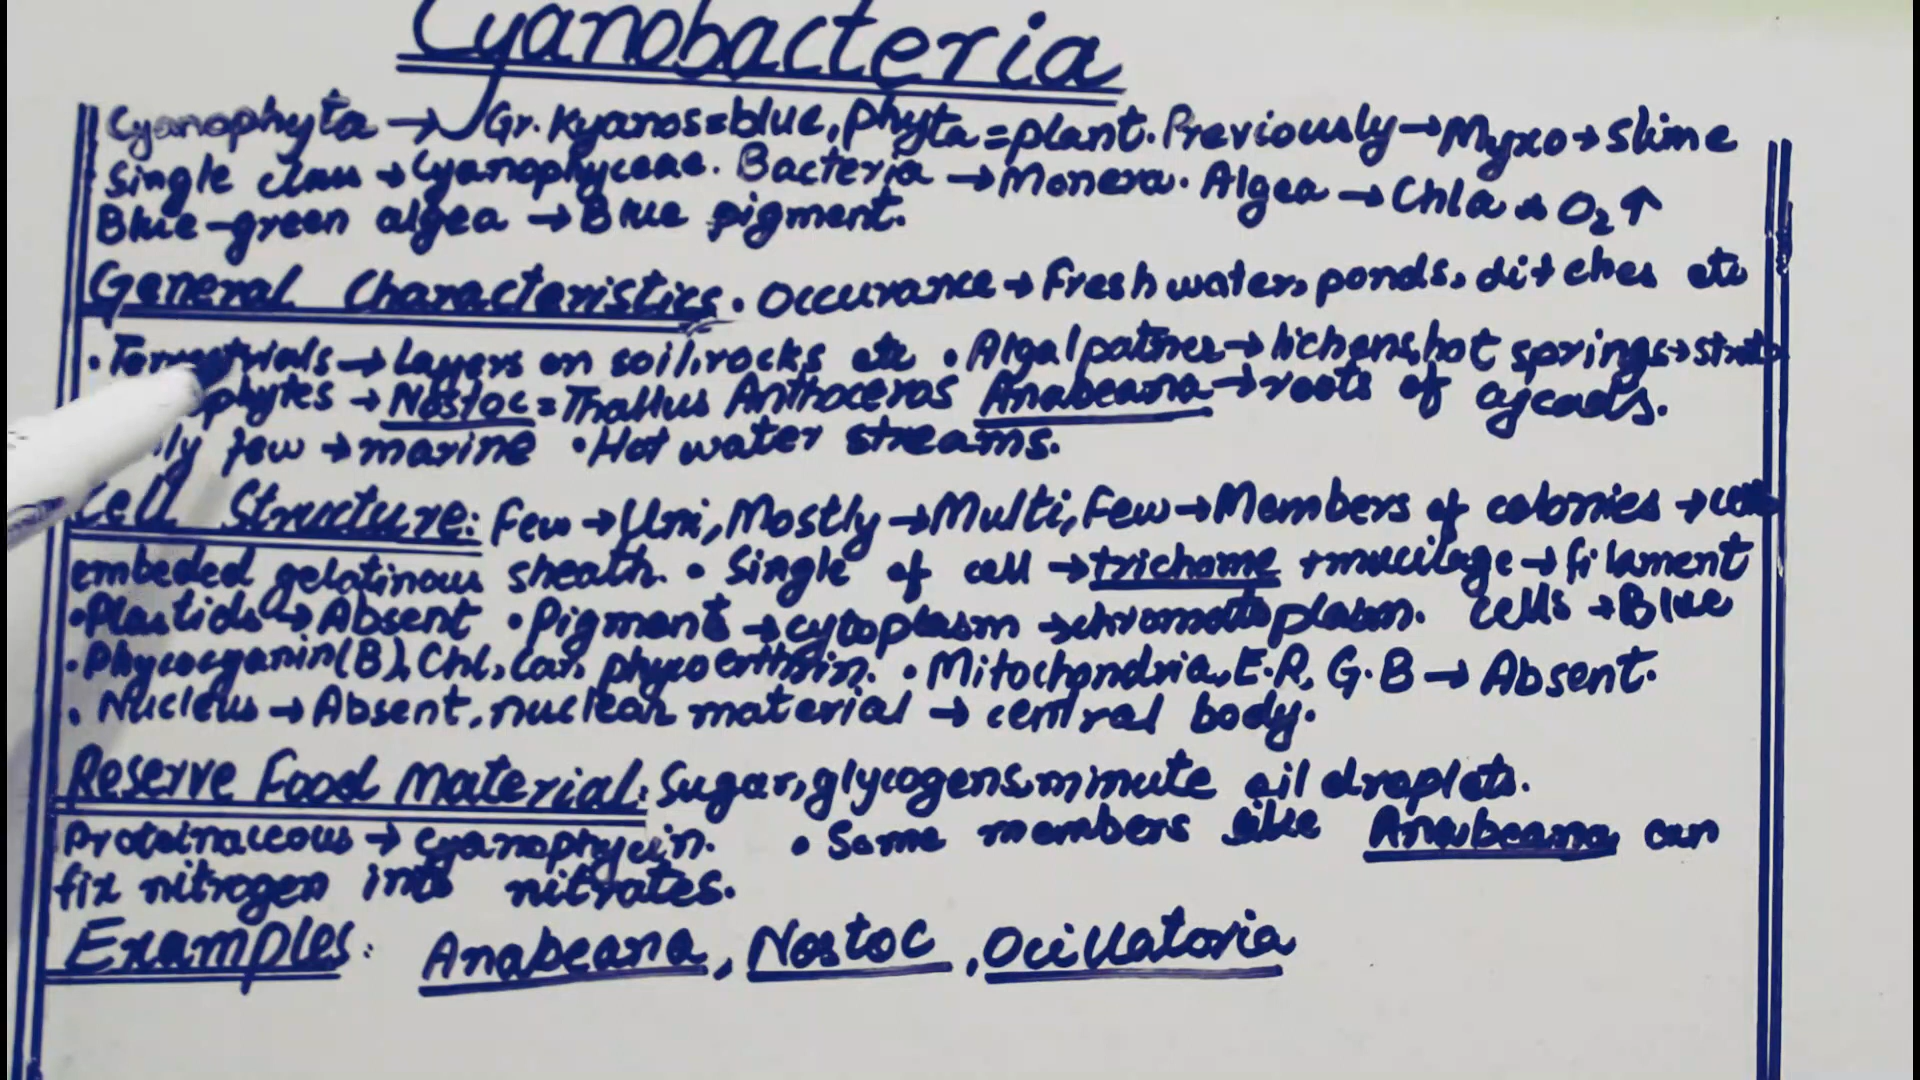 Cyanobacteria
Cyanophyta → Gr. Kyanos=blue, phyta=plant. Previously→Myxo→Slime
Single class →Cyanophyceae. Bacteria →Monera. Algea →Chla & O₂ ↑
Blue-green algea →Blue pigment.
General Characteristics. Occurance→Fresh water, ponds, ditches etc
• Terrestrials→Layers on soil, rocks etc • Algal patner→lichens, hot springs→
phytes →Nostoc=Thallus Anthoceros Anabeana→roots of cycads.
few →marine •Hot water streams.
Cell Structure: Few→Uni, Mostly→Multi, Few→Members of colonies →
embeded gelatinous sheath. • Single of cell →trichome +mucilage→filament
•Plastids→Absent •Pigments →cytoplasm →chromatoplasm. cells →Blue
•Phycocyanin(B), Chl, Car, phycoerthrin. • Mitochondria, E.R, G.B→Absent.
• Nucleus→Absent, nuclear material → central body.
Reserve Food Material: Sugar, glycogens, minute oil droplets.
Proteinaceous → cyanophycin. • Some members like Anabeana can
fix nitrogen into nitrates.
Examples: Anabeana, Nostoc, Ocillatoria